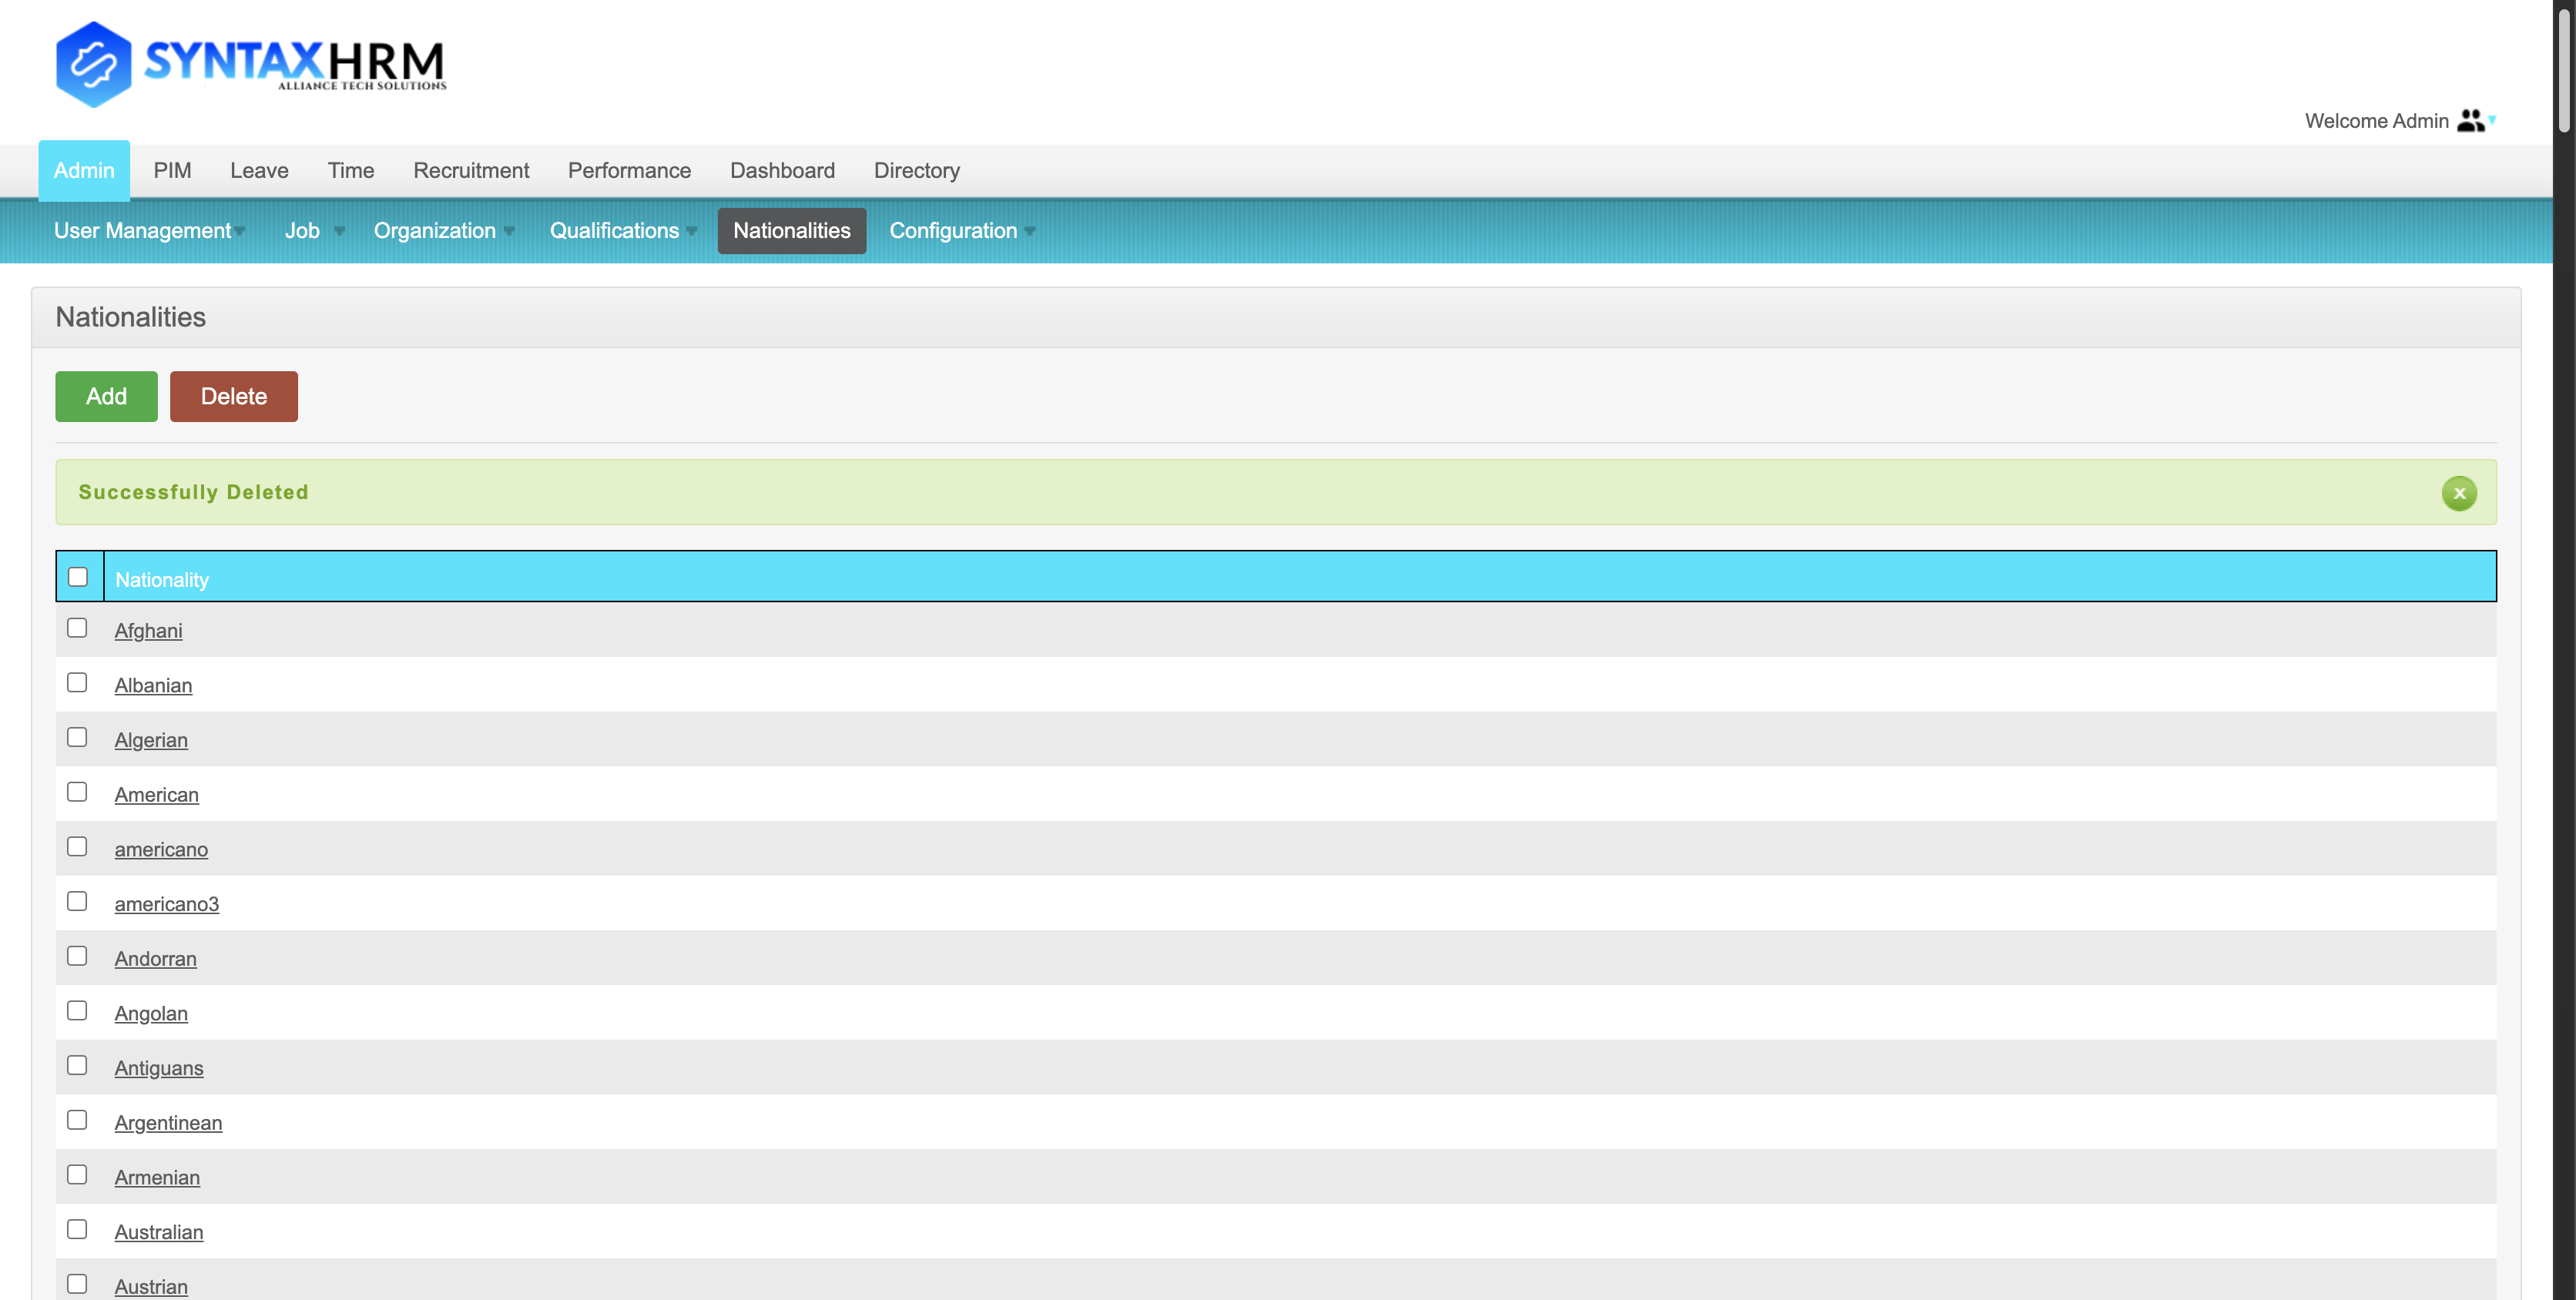 SYNTAXHRM
ALLIANCE TECH SOLUTIONS
Welcome Admin
Admin PIM Leave Time Recruitment Performance Dashboard Directory
User Management Job Organization Qualifications Nationalities Configuration
Nationalities
Add Delete
Successfully Deleted
x
Nationality
Afghani
Albanian
Algerian
American
americano
americano3
Andorran
Angolan
Antiguans
Argentinean
Armenian
Australian
Austrian